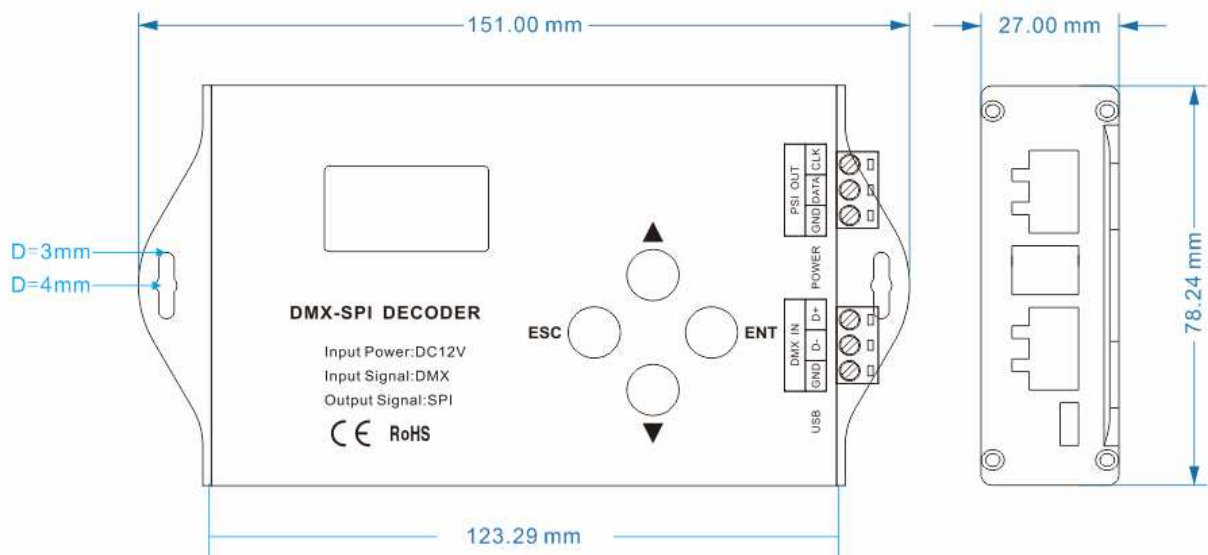 151.00 mm
27.00 mm
PSI OUT
CLK
DATA
GND
78.24 mm
D=3mm
D=4mm
POWER
DMX-SPI DECODER
ESC
ENT
DMX IN
D+
D-
GND
Input Power:DC12V
Input Signal:DMX
Output Signal:SPI
CE RoHS
USB
123.29 mm